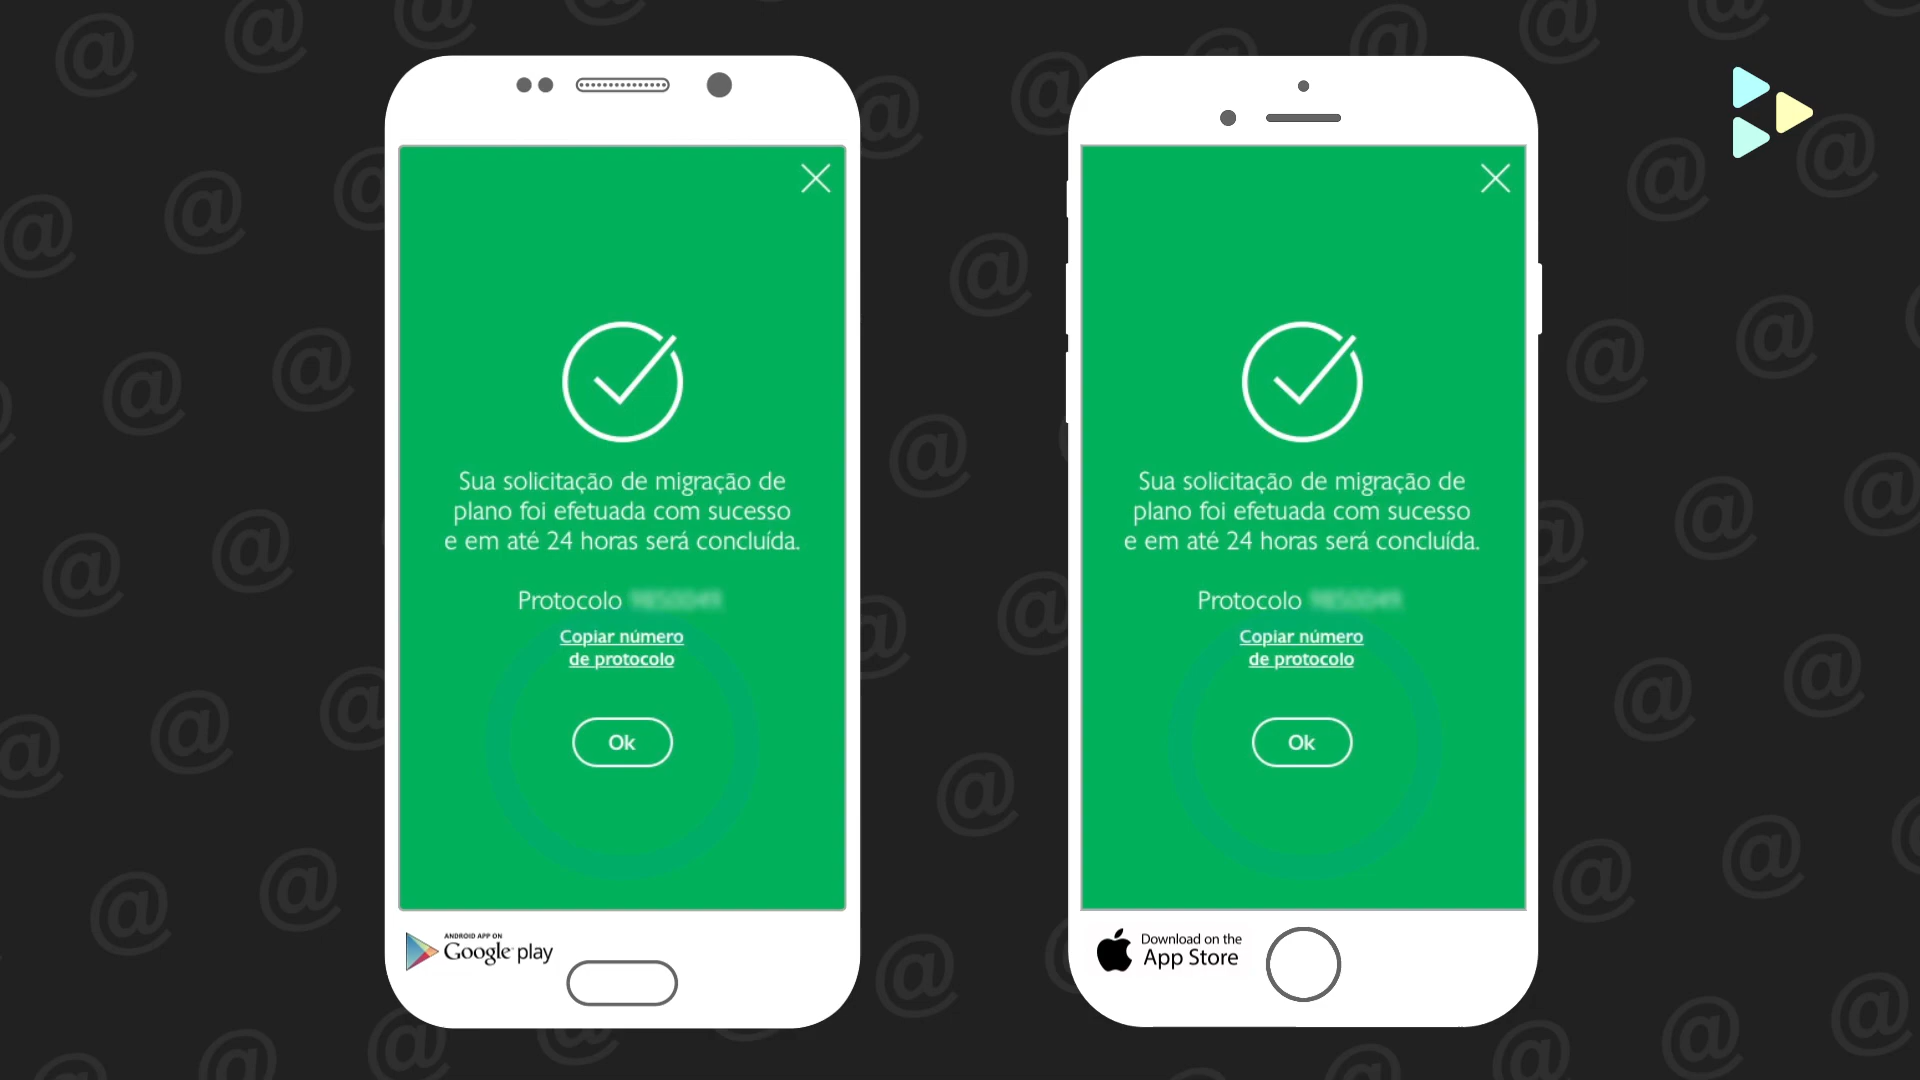 Sua solicitação de migração de
plano foi efetuada com sucesso
e em até 24 horas será concluída.
Protocolo
Copiar número
de protocolo
Ok
ANDROID APP ON
Google play
Sua solicitação de migração de
plano foi efetuada com sucesso
e em até 24 horas será concluída.
Protocolo
Copiar número
de protocolo
Ok
Download on the
App Store